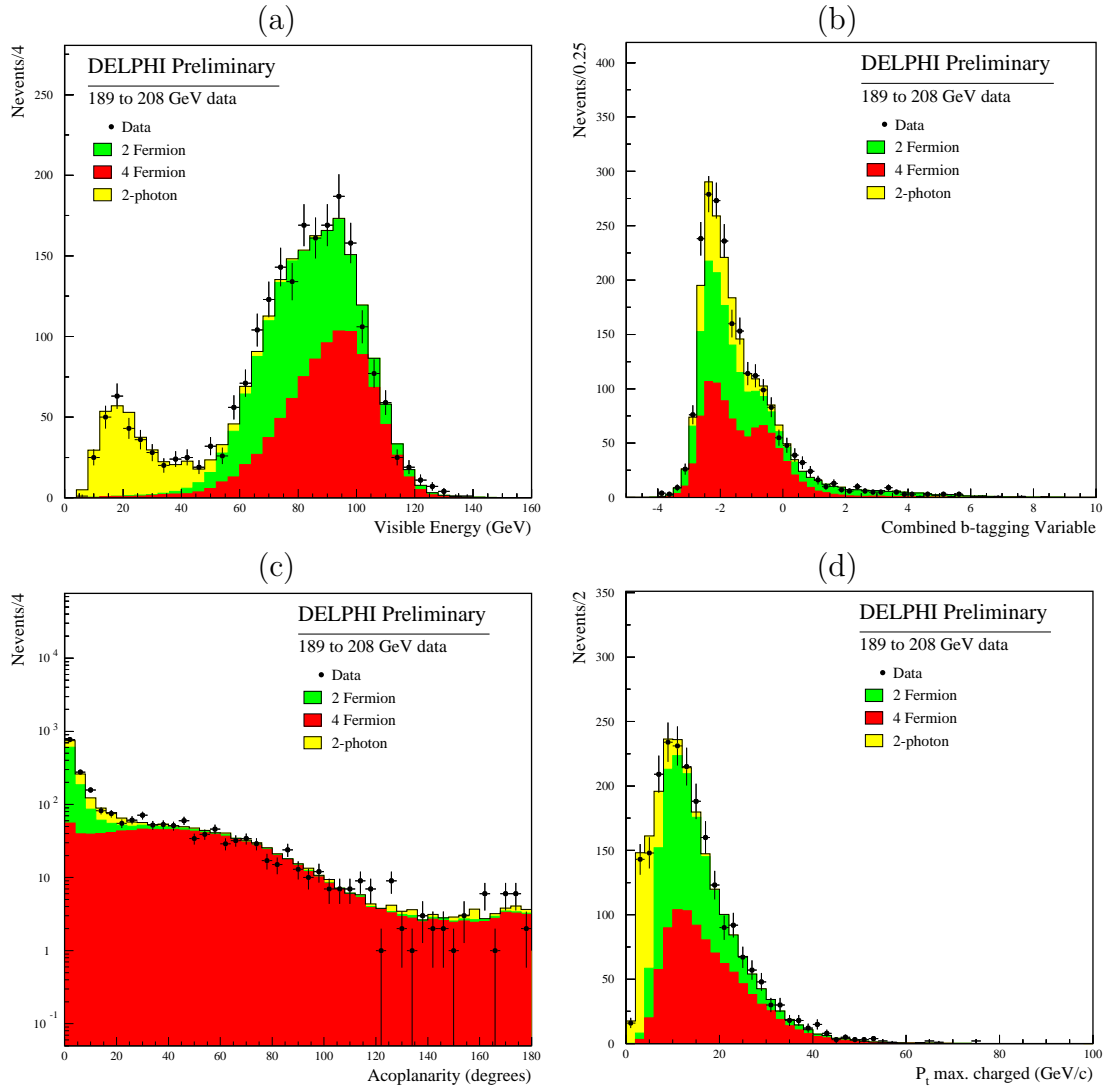 (a)
Nevents/4
DELPHI Preliminary
189 to 208 GeV data
Data
2 Fermion
4 Fermion
2-photon
250
200
150
100
50
0
0 20 40 60 80 100 120 140 160
Visible Energy (GeV)
(b)
Nevents/0.25
DELPHI Preliminary
189 to 208 GeV data
Data
2 Fermion
4 Fermion
2-photon
400
350
300
250
200
150
100
50
0
-4 -2 0 2 4 6 8 10
Combined b-tagging Variable
(c)
Nevents/4
DELPHI Preliminary
189 to 208 GeV data
Data
2 Fermion
4 Fermion
2-photon
10^4
10^3
10^2
10
1
10^-1
0 20 40 60 80 100 120 140 160 180
Acoplanarity (degrees)
(d)
Nevents/2
DELPHI Preliminary
189 to 208 GeV data
Data
2 Fermion
4 Fermion
2-photon
350
300
250
200
150
100
50
0
0 20 40 60 80 100
P_t max. charged (GeV/c)